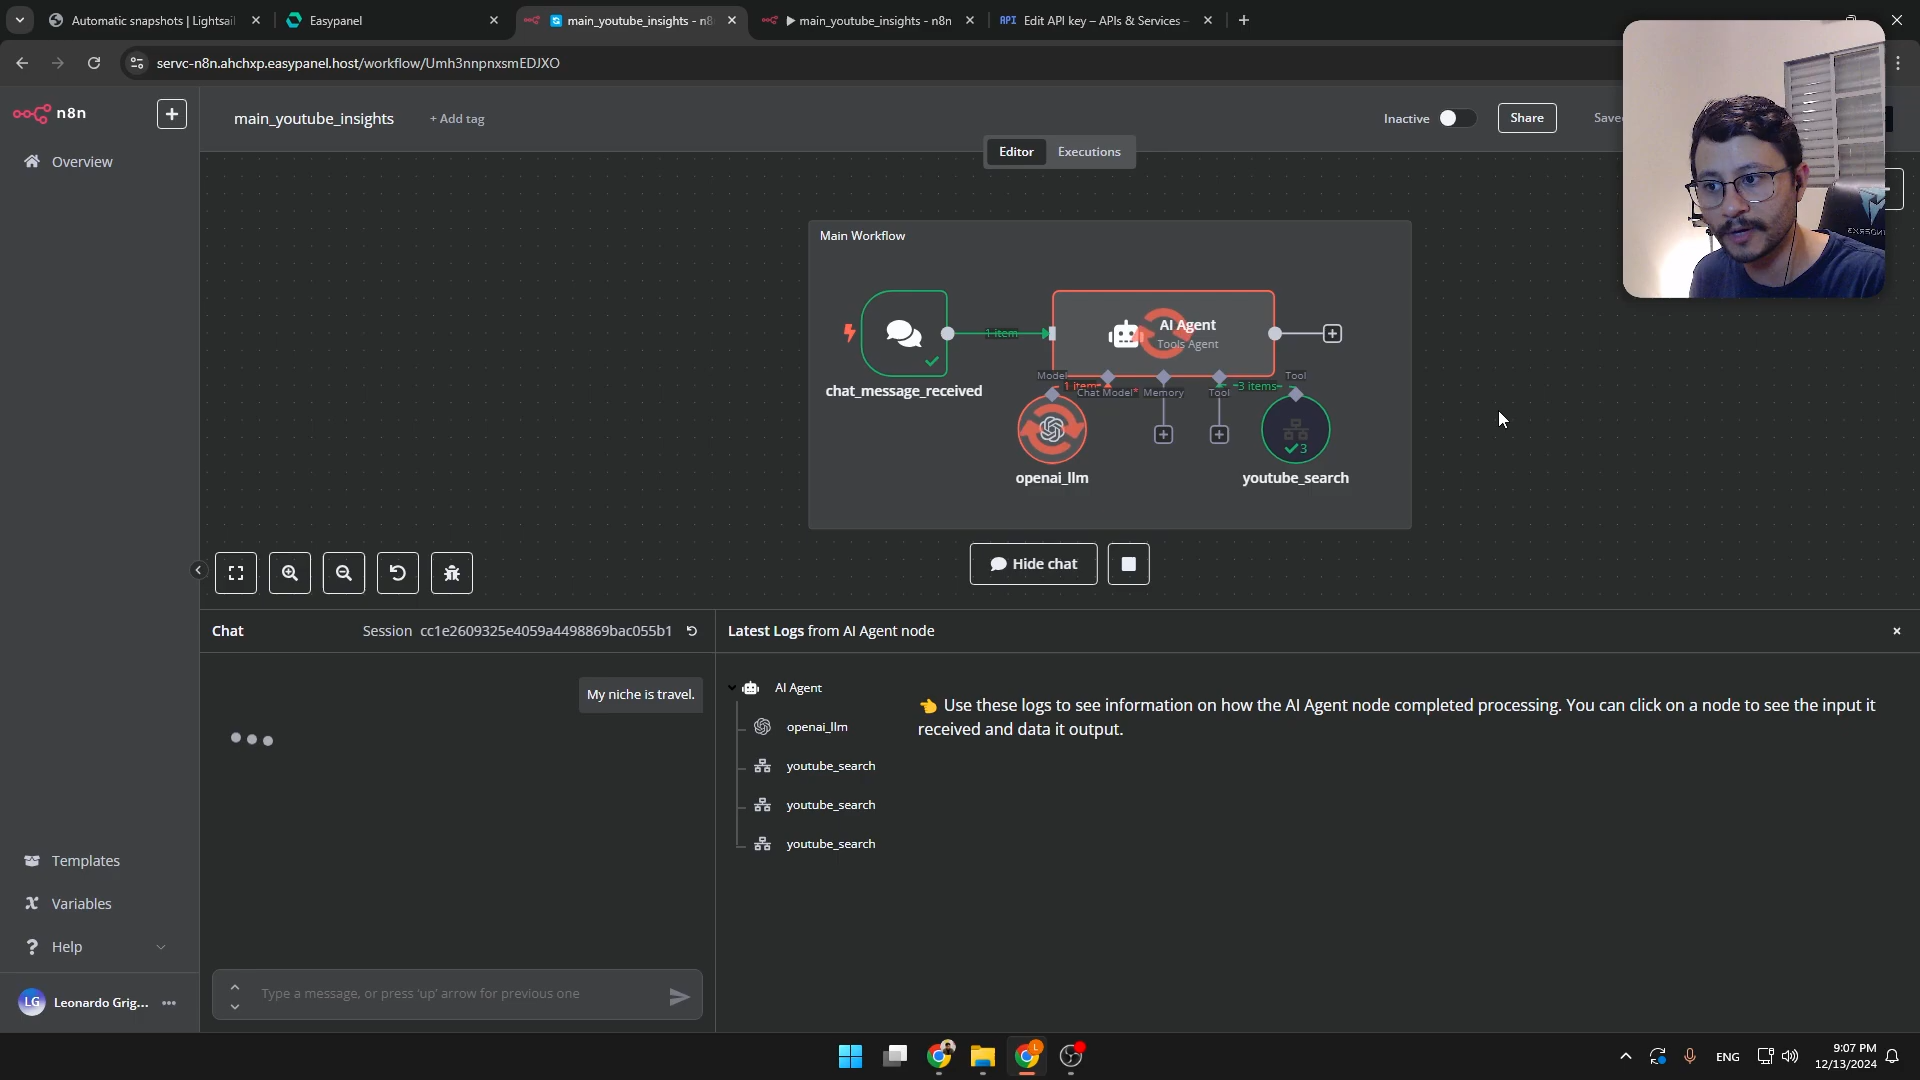 Automatic snapshots | Lightsail
Easypanel
main_youtube_insights - n8
▶ main_youtube_insights - n8n
API Edit API key – APIs & Services –
servc-n8n.ahchxp.easypanel.host/workflow/Umh3nnpnxsmEDJXO
n8n
main_youtube_insights
+ Add tag
Inactive
Share
Saved
Overview
Editor
Executions
Main Workflow
1 item
AI Agent
Tools Agent
chat_message_received
Model
1 item
Chat Model*
Memory
Tool
3 items
Tool
3
openai_llm
youtube_search
Hide chat
Chat
Session cc1e2609325e4059a4498869bac055b1
Latest Logs from AI Agent node
My niche is travel.
AI Agent
openai_llm
youtube_search
youtube_search
youtube_search
👈 Use these logs to see information on how the AI Agent node completed processing. You can click on a node to see the input it
received and data it output.
Templates
Variables
Help
LG Leonardo Grig...
Type a message, or press 'up' arrow for previous one
ENG
9:07 PM
12/13/2024